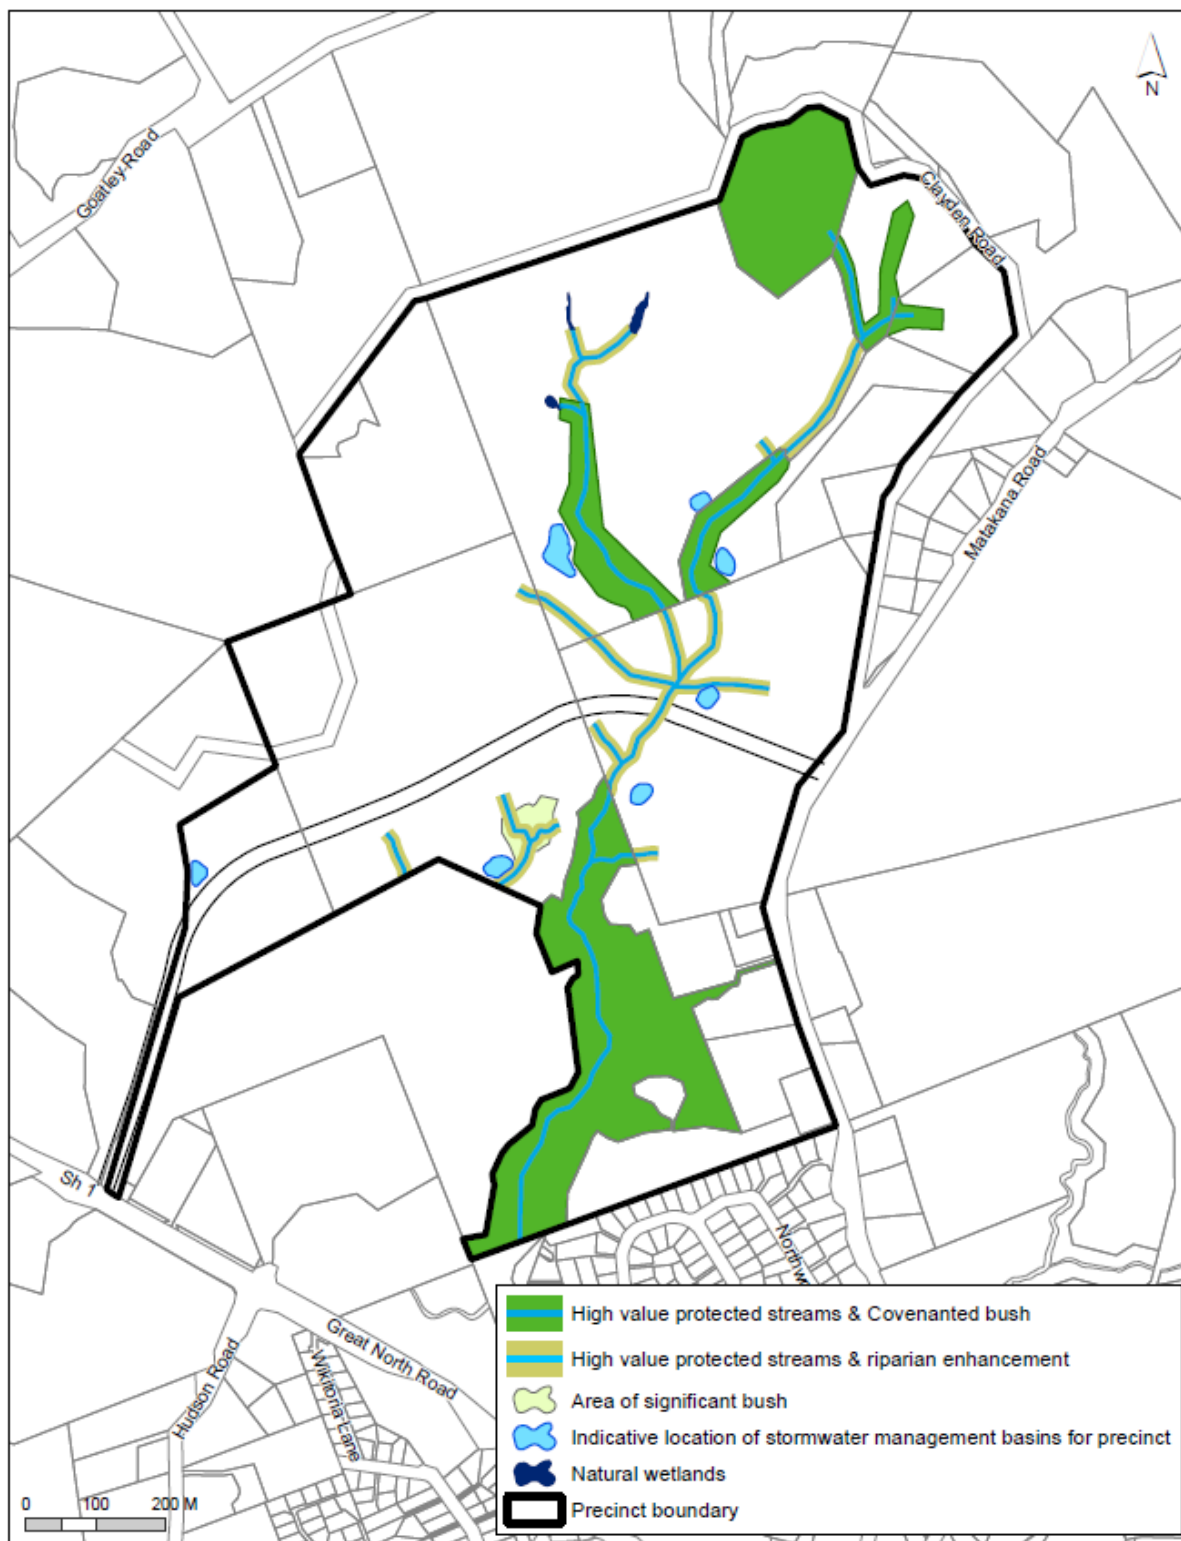 N
Goatley Road
Clayden Road
Matakana Road
Sh 1
Northw
Great North Road
Hudson Road
Wikitoria Lane
High value protected streams & Covenanted bush
High value protected streams & riparian enhancement
Area of significant bush
Indicative location of stormwater management basins for precinct
Natural wetlands
Precinct boundary
0 100 200 M